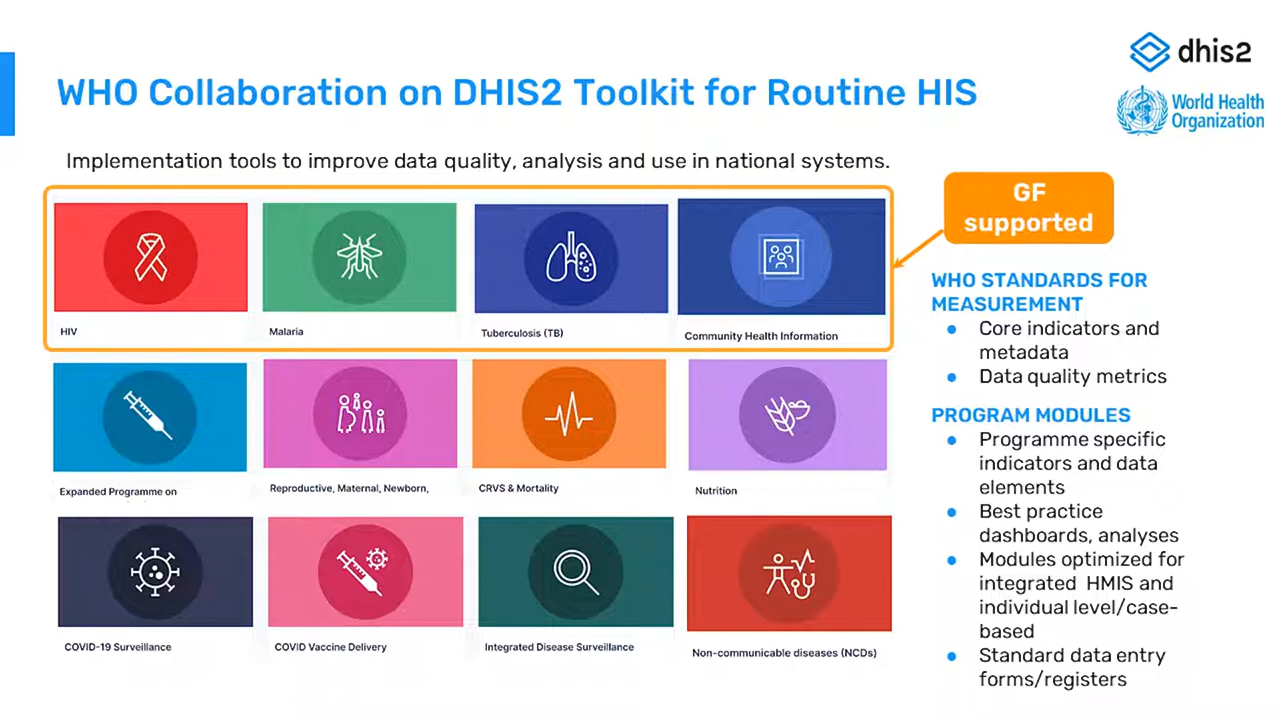 dhis2
WHO Collaboration on DHIS2 Toolkit for Routine HIS
World Health
Organization
Implementation tools to improve data quality, analysis and use in national systems.
GF
supported
HIV
Malaria
Tuberculosis (TB)
Community Health Information
Expanded Programme on
Reproductive, Maternal, Newborn,
CRVS & Mortality
Nutrition
COVID-19 Surveillance
COVID Vaccine Delivery
Integrated Disease Surveillance
Non-communicable diseases (NCDs)
WHO STANDARDS FOR
MEASUREMENT
● Core indicators and
metadata
● Data quality metrics
PROGRAM MODULES
● Programme specific
indicators and data
elements
● Best practice
dashboards, analyses
● Modules optimized for
integrated HMIS and
individual level/case-
based
● Standard data entry
forms/registers